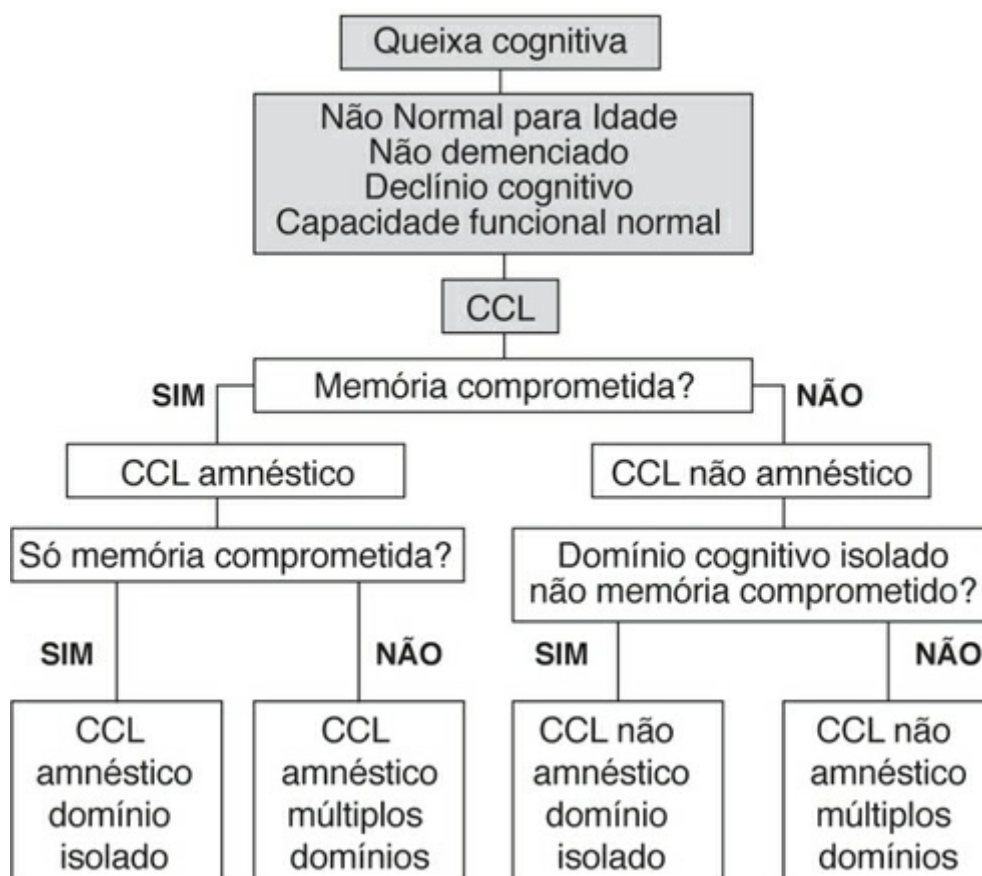 Queixa cognitiva
Não Normal para Idade
Não demenciado
Declínio cognitivo
Capacidade funcional normal
CCL
Memória comprometida?
SIM
NÃO
CCL amnéstico
CCL não amnéstico
Só memória comprometida?
Domínio cognitivo isolado
não memória comprometido?
SIM
NÃO
SIM
NÃO
CCL
amnéstico
domínio
isolado
CCL
amnéstico
múltiplos
domínios
CCL não
amnéstico
domínio
isolado
CCL não
amnéstico
múltiplos
domínios